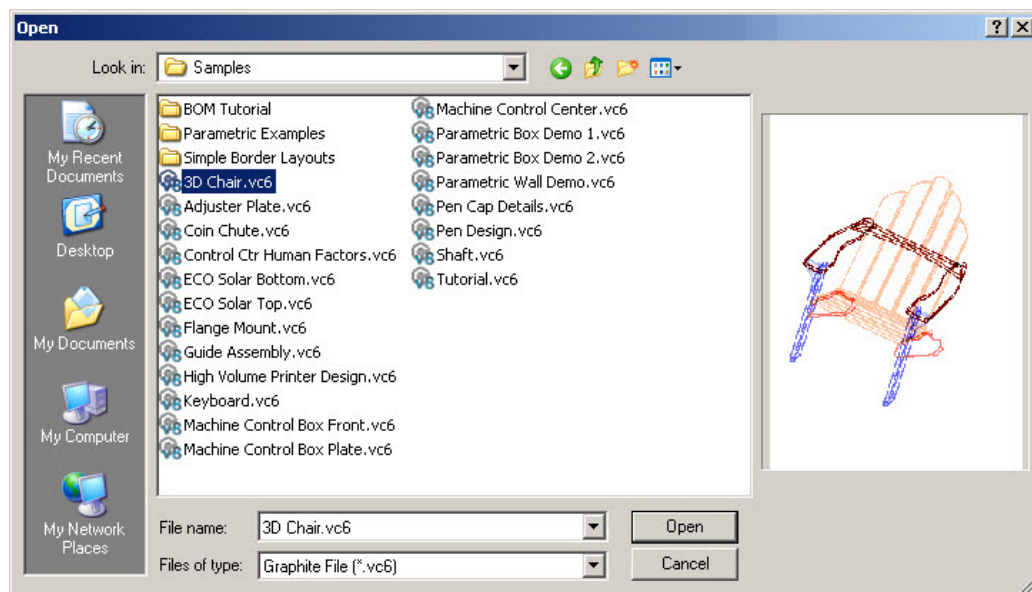 Open
Look in: Samples
My Recent
Documents
Desktop
My Documents
My Computer
My Network
Places
BOM Tutorial
Parametric Examples
Simple Border Layouts
3D Chair.vc6
Adjuster Plate.vc6
Coin Chute.vc6
Control Ctr Human Factors.vc6
ECO Solar Bottom.vc6
ECO Solar Top.vc6
Flange Mount.vc6
Guide Assembly.vc6
High Volume Printer Design.vc6
Keyboard.vc6
Machine Control Box Front.vc6
Machine Control Box Plate.vc6
Machine Control Center.vc6
Parametric Box Demo 1.vc6
Parametric Box Demo 2.vc6
Parametric Wall Demo.vc6
Pen Cap Details.vc6
Pen Design.vc6
Shaft.vc6
Tutorial.vc6
File name: 3D Chair.vc6 Open
Files of type: Graphite File (*.vc6) Cancel